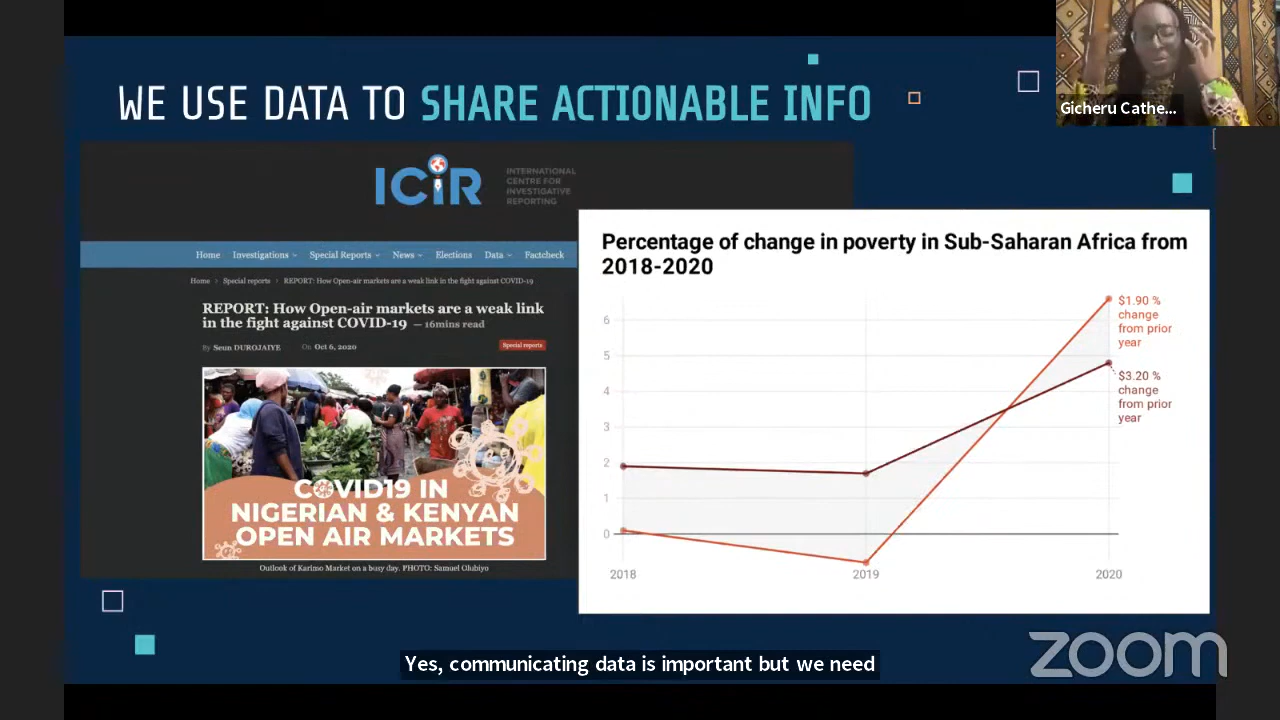 WE USE DATA TO SHARE ACTIONABLE INFO
Gicheru Cathe...
ICIR
INTERNATIONAL
CENTRE FOR
INVESTIGATIVE
REPORTING
Home Investigations Special Reports News Elections Data Factcheck
Home > Special reports > REPORT: How Open-air markets are a weak link in the fight against COVID-19
REPORT: How Open-air markets are a weak link
in the fight against COVID-19 — 16mins read
By Seun DUROJAIYE On Oct 6, 2020
Special reports
COVID19 IN
NIGERIAN & KENYAN
OPEN AIR MARKETS
Outlook of Karimo Market on a busy day. PHOTO: Samuel Olubiyo
Percentage of change in poverty in Sub-Saharan Africa from
2018-2020
6
5
4
3
2
1
0
2018 2019 2020
$1.90 %
change
from prior
year
$3.20 %
change
from prior
year
Yes, communicating data is important but we need
zoom